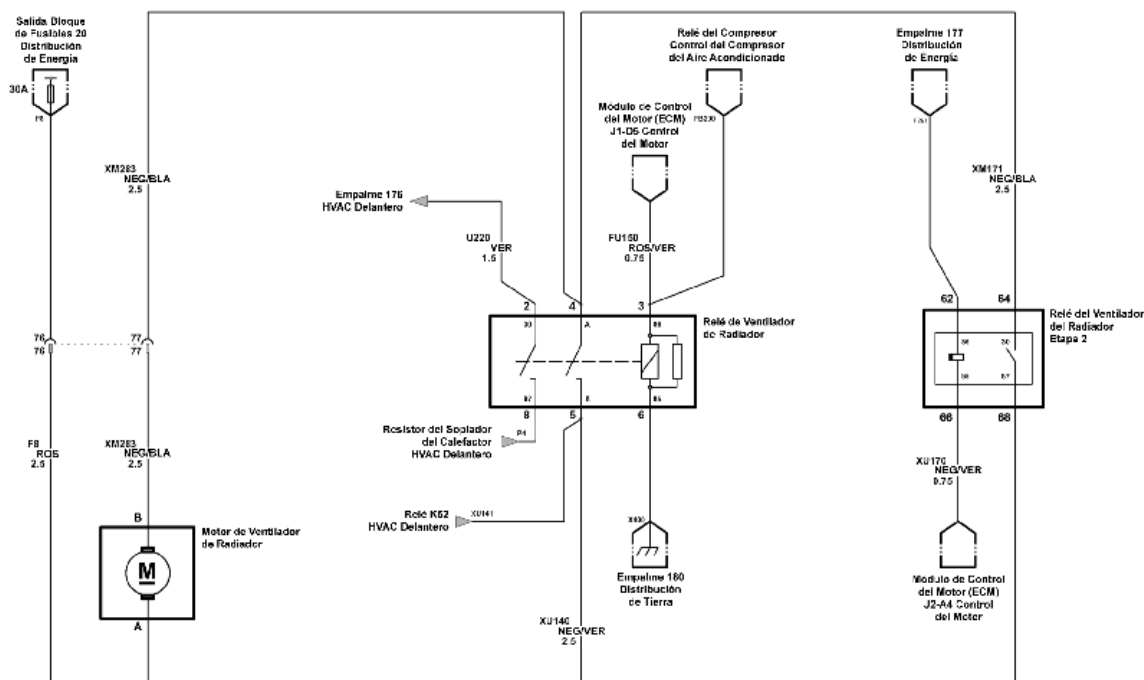 Salida Bloque
de Fusibles 20
Distribución
de Energía
30A
F8
XM283
NEG/BLA
2.5
Empalme 176
HVAC Delantero
U220
VER
1.5
Módulo de Control
del Motor (ECM)
J1-D5 Control
del Motor
Relé del Compresor
Control del Compresor
del Aire Acondicionado
FU150
ROS/VER
0.75
Empalme 177
Distribución
de Energía
XM171
NEG/BLA
2.5
2
4
3
30
A
86
Relé de Ventilador
de Radiador
87
85
8
5
6
62
64
86
30
85
87
66
68
Relé del Ventilador
del Radiador
Etapa 2
76
76
77
77
Resistor del Soplador
del Calefactor
HVAC Delantero
Relé K52
HVAC Delantero
XU141
F8
ROS
2.5
XM283
NEG/BLA
2.5
B
M
A
Motor de Ventilador
de Radiador
Empalme 180
Distribución
de Tierra
XU140
NEG/VER
2.5
XU170
NEG/VER
0.75
Módulo de Control
del Motor (ECM)
J2-A4 Control
del Motor